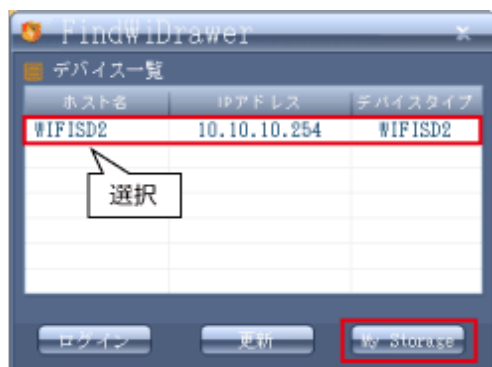 FindWiDrawer
デバイス一覧
ホスト名 IPアドレス デバイスタイプ
WIFISD2 10.10.10.254 WIFISD2
選択
ログイン 更新 My Storage